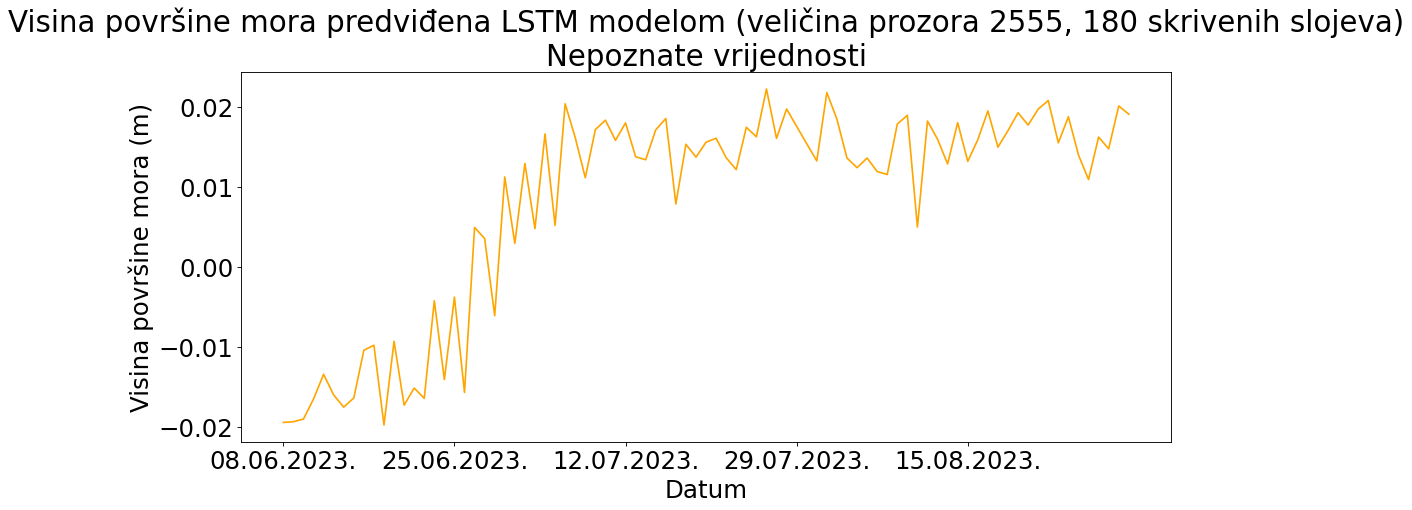 Visina površine mora predviđena LSTM modelom (veličina prozora 2555, 180 skrivenih slojeva)
Nepoznate vrijednosti
Visina površine mora (m)
0.02
0.01
0.00
−0.01
−0.02
08.06.2023. 25.06.2023. 12.07.2023. 29.07.2023. 15.08.2023.
Datum